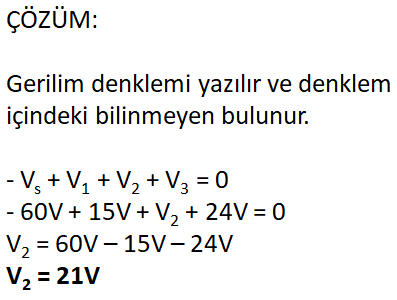 ÇÖZÜM:
Gerilim denklemi yazılır ve denklem
içindeki bilinmeyen bulunur.
- Vₛ + V₁ + V₂ + V₃ = 0
- 60V + 15V + V₂ + 24V = 0
V₂ = 60V – 15V – 24V
V₂ = 21V